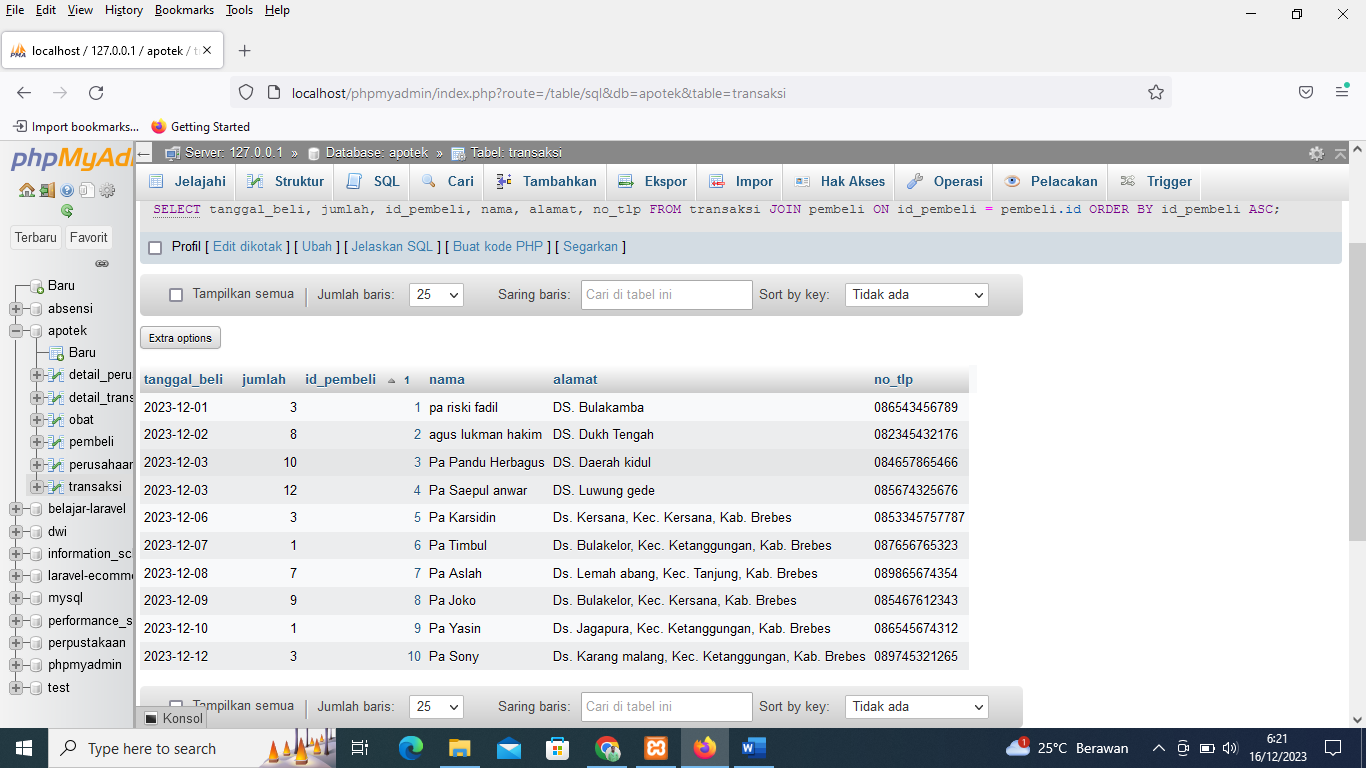 File Edit View History Bookmarks Tools Help
localhost / 127.0.0.1 / apotek /
localhost/phpmyadmin/index.php?route=/table/sql&db=apotek&table=transaksi
Import bookmarks... Getting Started
phpMyAd
Server: 127.0.0.1 » Database: apotek » Tabel: transaksi
Jelajahi Struktur SQL Cari Tambahkan Ekspor Impor Hak Akses Operasi Pelacakan Trigger
Terbaru Favorit
Baru
absensi
apotek
Baru
detail_peru
detail_trans
obat
pembeli
perusahaan
transaksi
belajar-laravel
dwi
information_sc
laravel-ecomme
mysql
performance_s
perpustakaan
phpmyadmin
test
SELECT tanggal_beli, jumlah, id_pembeli, nama, alamat, no_tlp FROM transaksi JOIN pembeli ON id_pembeli = pembeli.id ORDER BY id_pembeli ASC;
Profil [ Edit dikotak ] [ Ubah ] [ Jelaskan SQL ] [ Buat kode PHP ] [ Segarkan ]
Tampilkan semua Jumlah baris: 25 Saring baris: Cari di tabel ini Sort by key: Tidak ada
Extra options
tanggal_beli jumlah id_pembeli 1 nama alamat no_tlp
2023-12-01 3 1 pa riski fadil DS. Bulakamba 086543456789
2023-12-02 8 2 agus lukman hakim DS. Dukh Tengah 082345432176
2023-12-03 10 3 Pa Pandu Herbagus DS. Daerah kidul 084657865466
2023-12-03 12 4 Pa Saepul anwar DS. Luwung gede 085674325676
2023-12-06 3 5 Pa Karsidin Ds. Kersana, Kec. Kersana, Kab. Brebes 0853345757787
2023-12-07 1 6 Pa Timbul Ds. Bulakelor, Kec. Ketanggungan, Kab. Brebes 087656765323
2023-12-08 7 7 Pa Aslah Ds. Lemah abang, Kec. Tanjung, Kab. Brebes 089865674354
2023-12-09 9 8 Pa Joko Ds. Bulakelor, Kec. Kersana, Kab. Brebes 085467612343
2023-12-10 1 9 Pa Yasin Ds. Jagapura, Kec. Ketanggungan, Kab. Brebes 086545674312
2023-12-12 3 10 Pa Sony Ds. Karang malang, Kec. Ketanggungan, Kab. Brebes 089745321265
Tampilkan semua Jumlah baris: 25 Saring baris: Cari di tabel ini Sort by key: Tidak ada
Konsol
Type here to search
1 25°C Berawan
6:21
16/12/2023